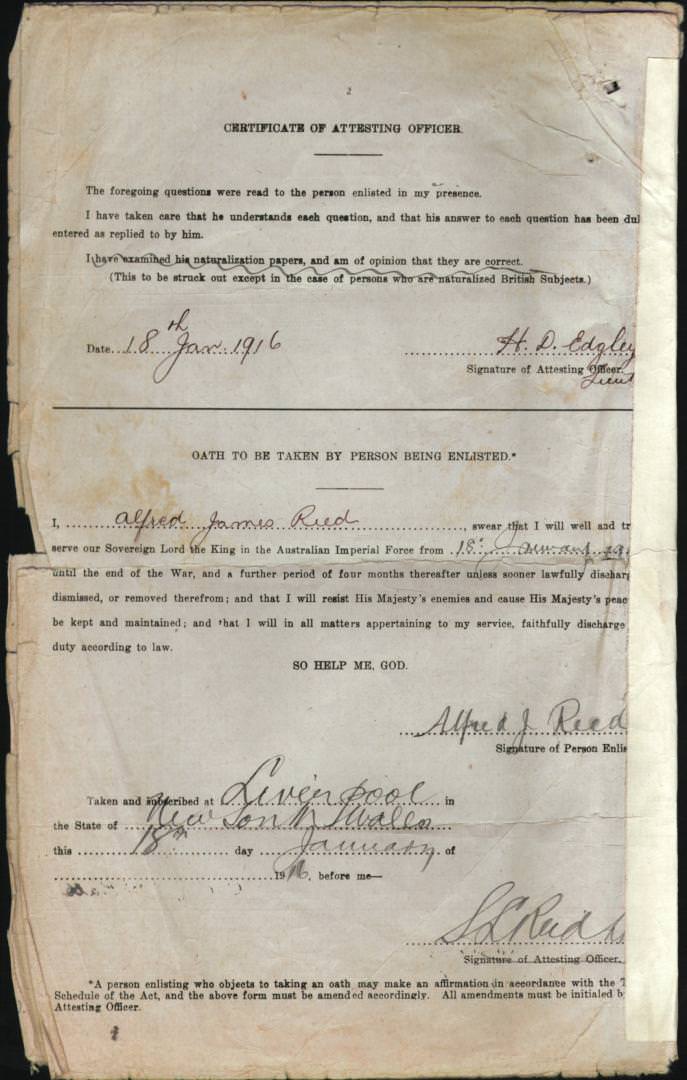 2
CERTIFICATE OF ATTESTING OFFICER.
The foregoing questions were read to the person enlisted in my presence.
I have taken care that he understands each question, and that his answer to each question has been dul
entered as replied to by him.
I have examined his naturalization papers, and am of opinion that they are correct.
(This to be struck out except in the case of persons who are naturalized British Subjects.)
Date 18th Jan. 1916 H. D. Edgley
Signature of Attesting Officer.
Lieut
OATH TO BE TAKEN BY PERSON BEING ENLISTED.*
I, Alfred James Reed, swear that I will well and tr
serve our Sovereign Lord the King in the Australian Imperial Force from 18th January 191
until the end of the War, and a further period of four months thereafter unless sooner lawfully discharg
dismissed, or removed therefrom; and that I will resist His Majesty's enemies and cause His Majesty's peac
be kept and maintained; and that I will in all matters appertaining to my service, faithfully discharge
duty according to law.
SO HELP ME, GOD.
Alfred J Reed
Signature of Person Enlis
Taken and subscribed at Liverpool in
the State of New South Wales
this 18th day January of
1916, before me—
Reid
Signature of Attesting Officer.
*A person enlisting who objects to taking an oath may make an affirmation in accordance with the T
Schedule of the Act, and the above form must be amended accordingly. All amendments must be initialed b
Attesting Officer.